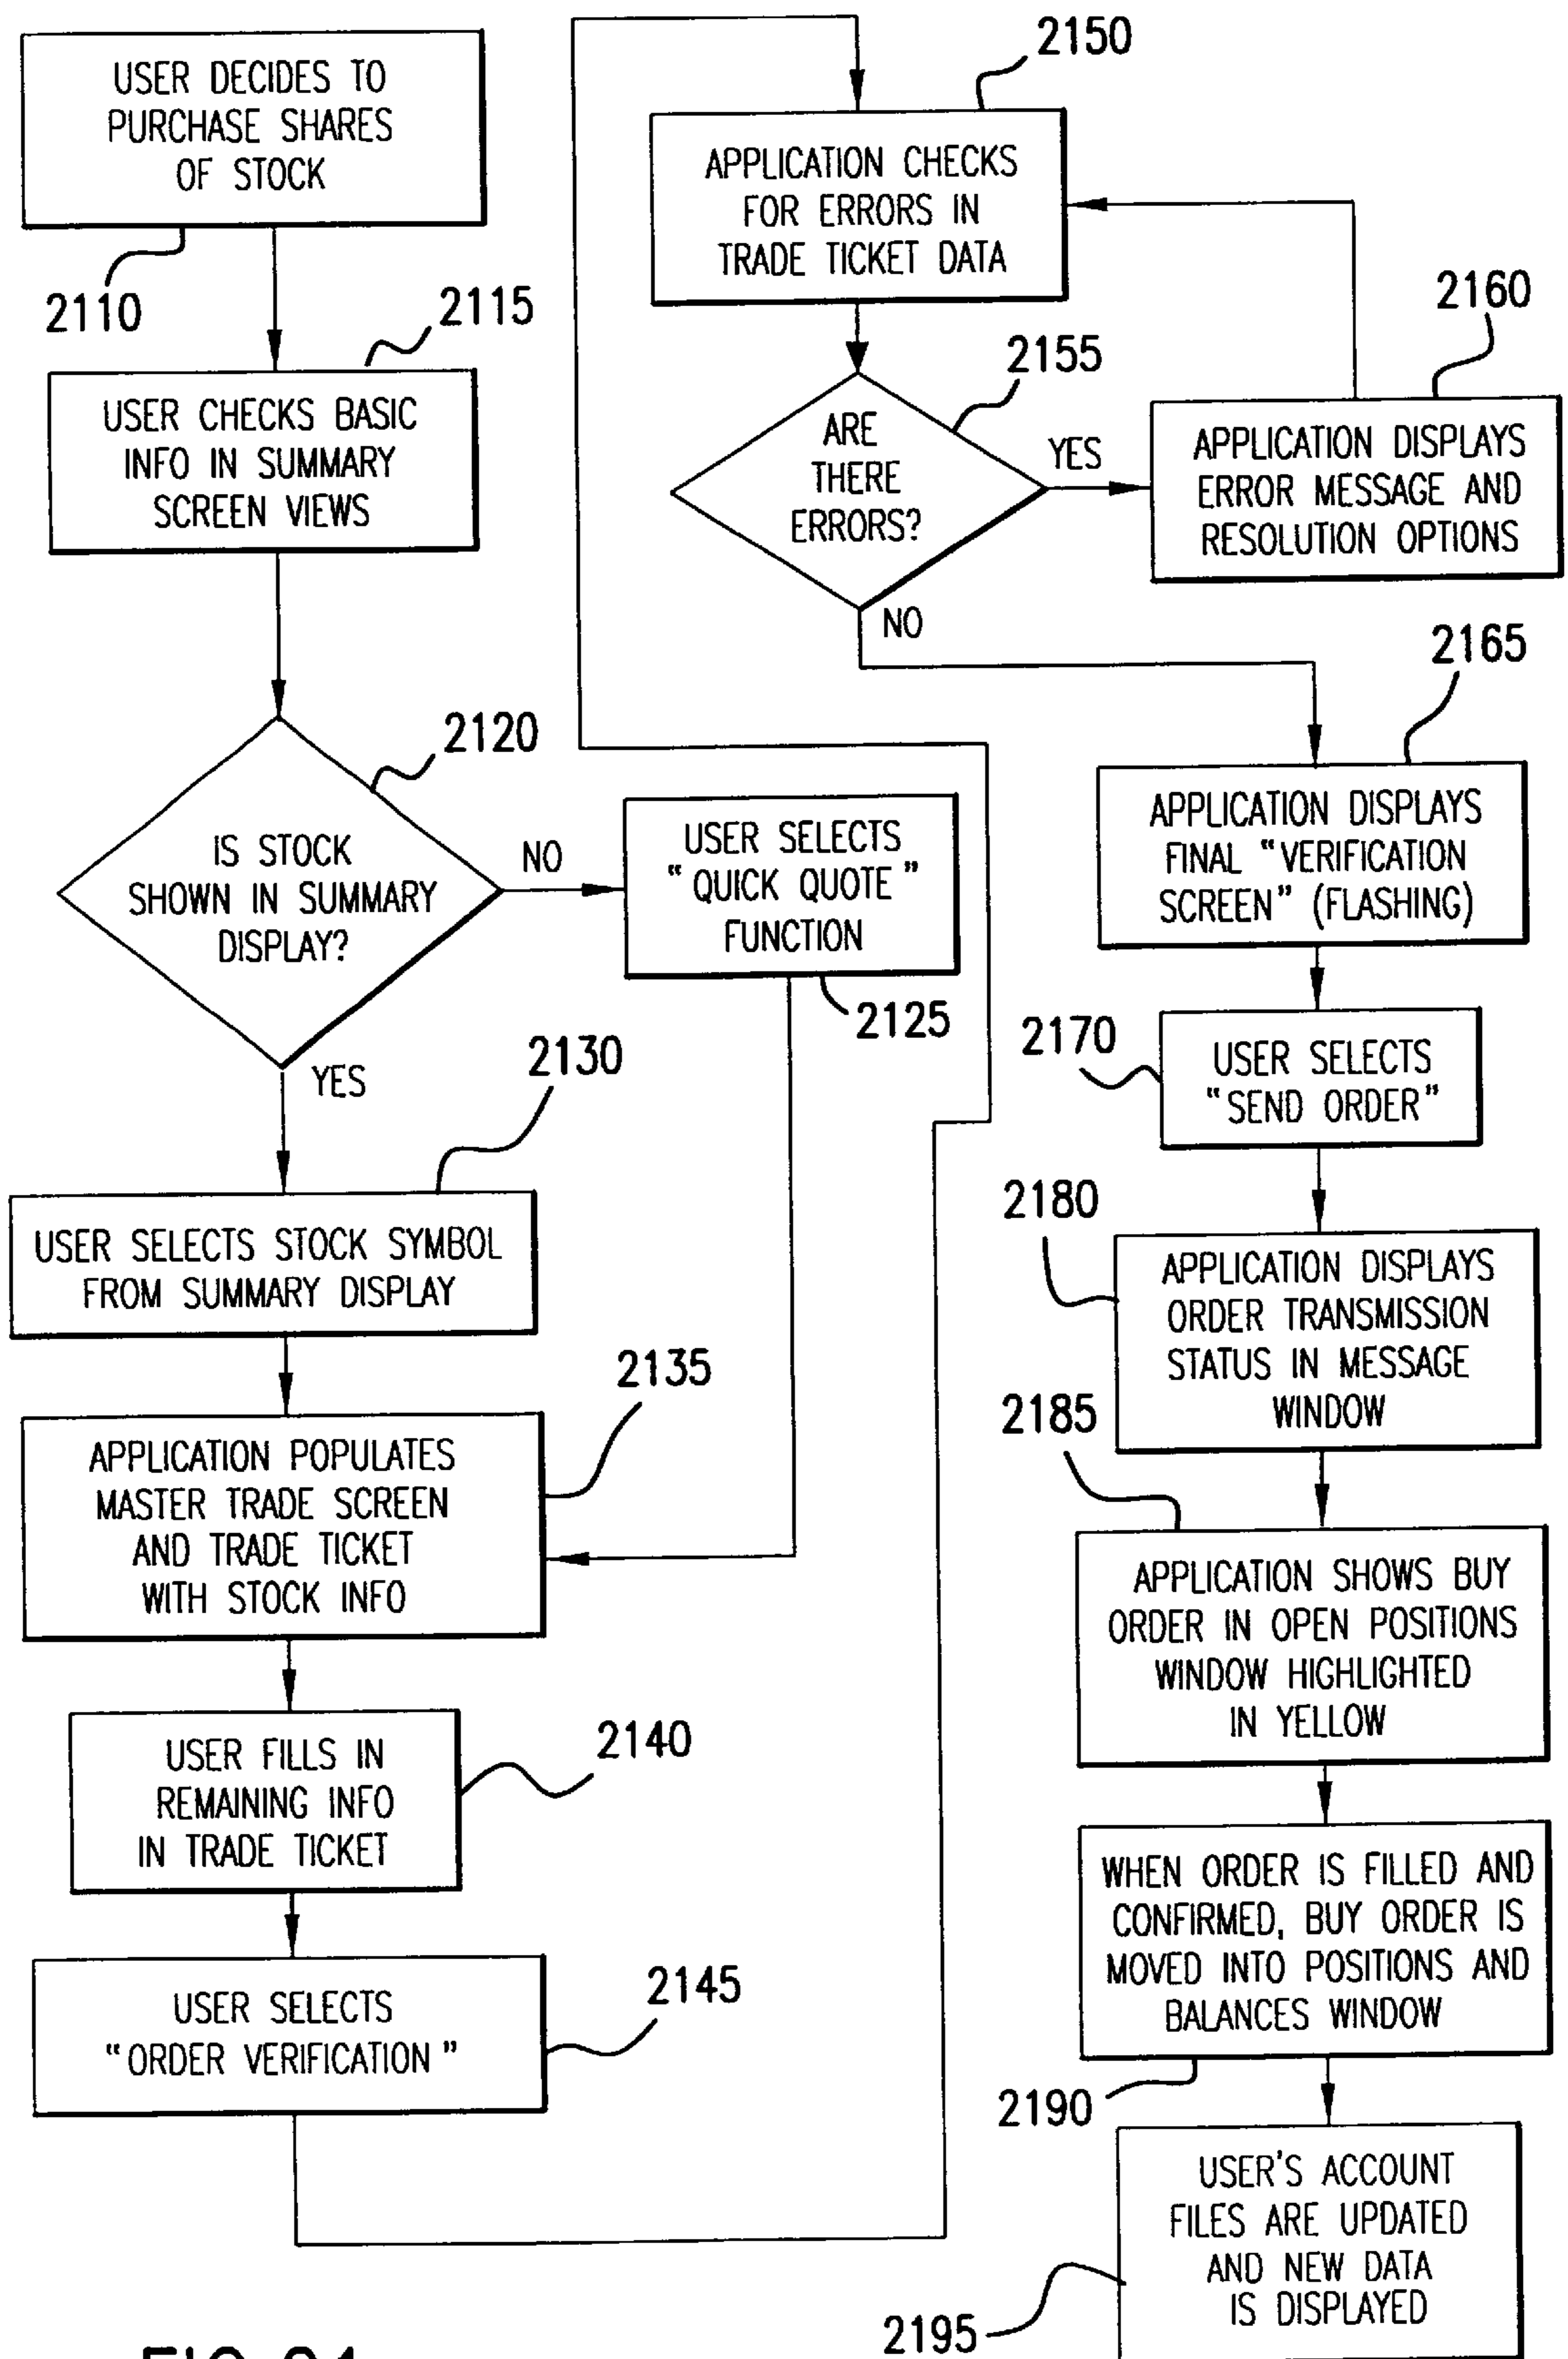 USER DECIDES TO
PURCHASE SHARES
OF STOCK
2110
2115
USER CHECKS BASIC
INFO IN SUMMARY
SCREEN VIEWS
2120
IS STOCK
SHOWN IN SUMMARY
DISPLAY?
NO
USER SELECTS
"QUICK QUOTE"
FUNCTION
2125
YES
2130
USER SELECTS STOCK SYMBOL
FROM SUMMARY DISPLAY
2135
APPLICATION POPULATES
MASTER TRADE SCREEN
AND TRADE TICKET
WITH STOCK INFO
USER FILLS IN
REMAINING INFO
IN TRADE TICKET
2140
USER SELECTS
"ORDER VERIFICATION"
2145
2150
APPLICATION CHECKS
FOR ERRORS IN
TRADE TICKET DATA
2155
ARE
THERE
ERRORS?
YES
2160
APPLICATION DISPLAYS
ERROR MESSAGE AND
RESOLUTION OPTIONS
NO
2165
APPLICATION DISPLAYS
FINAL "VERIFICATION
SCREEN" (FLASHING)
2170
USER SELECTS
"SEND ORDER"
2180
APPLICATION DISPLAYS
ORDER TRANSMISSION
STATUS IN MESSAGE
WINDOW
2185
APPLICATION SHOWS BUY
ORDER IN OPEN POSITIONS
WINDOW HIGHLIGHTED
IN YELLOW
WHEN ORDER IS FILLED AND
CONFIRMED, BUY ORDER IS
MOVED INTO POSITIONS AND
BALANCES WINDOW
2190
USER'S ACCOUNT
FILES ARE UPDATED
AND NEW DATA
IS DISPLAYED
2195